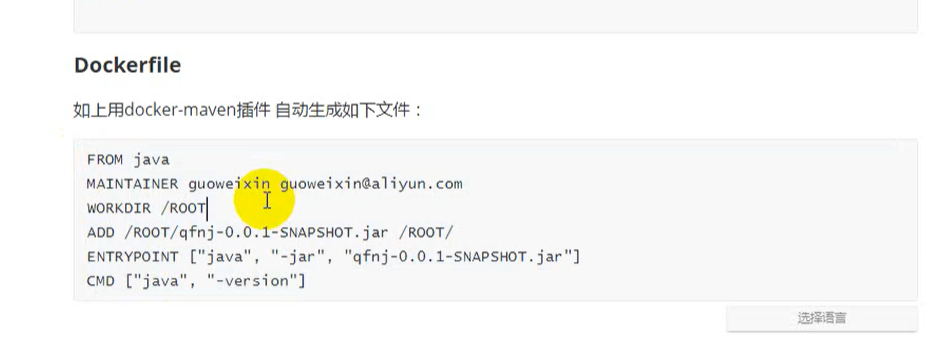 Dockerfile
如上用docker-maven插件 自动生成如下文件：
FROM java
MAINTAINER guoweixin guoweixin@aliyun.com
WORKDIR /ROOT
ADD /ROOT/qfnj-0.0.1-SNAPSHOT.jar /ROOT/
ENTRYPOINT ["java", "-jar", "qfnj-0.0.1-SNAPSHOT.jar"]
CMD ["java", "-version"]
选择语言